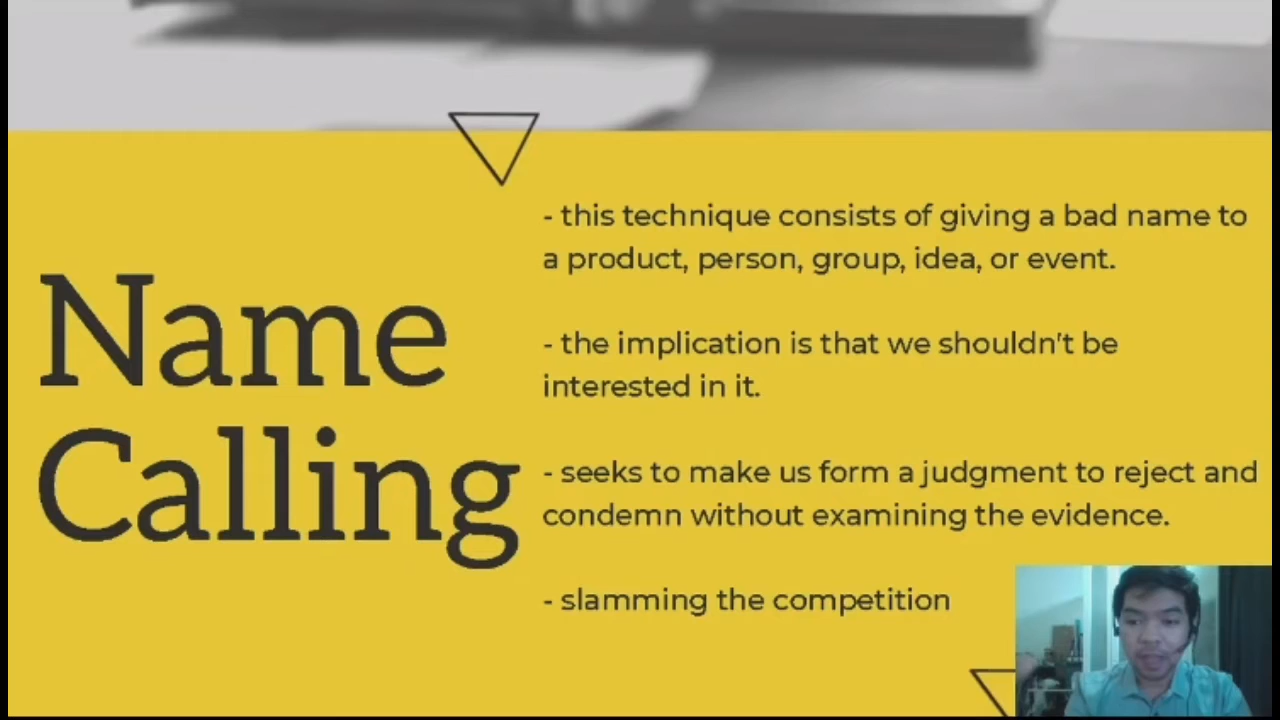 Name
Calling
- this technique consists of giving a bad name to
a product, person, group, idea, or event.
- the implication is that we shouldn't be
interested in it.
- seeks to make us form a judgment to reject and
condemn without examining the evidence.
- slamming the competition